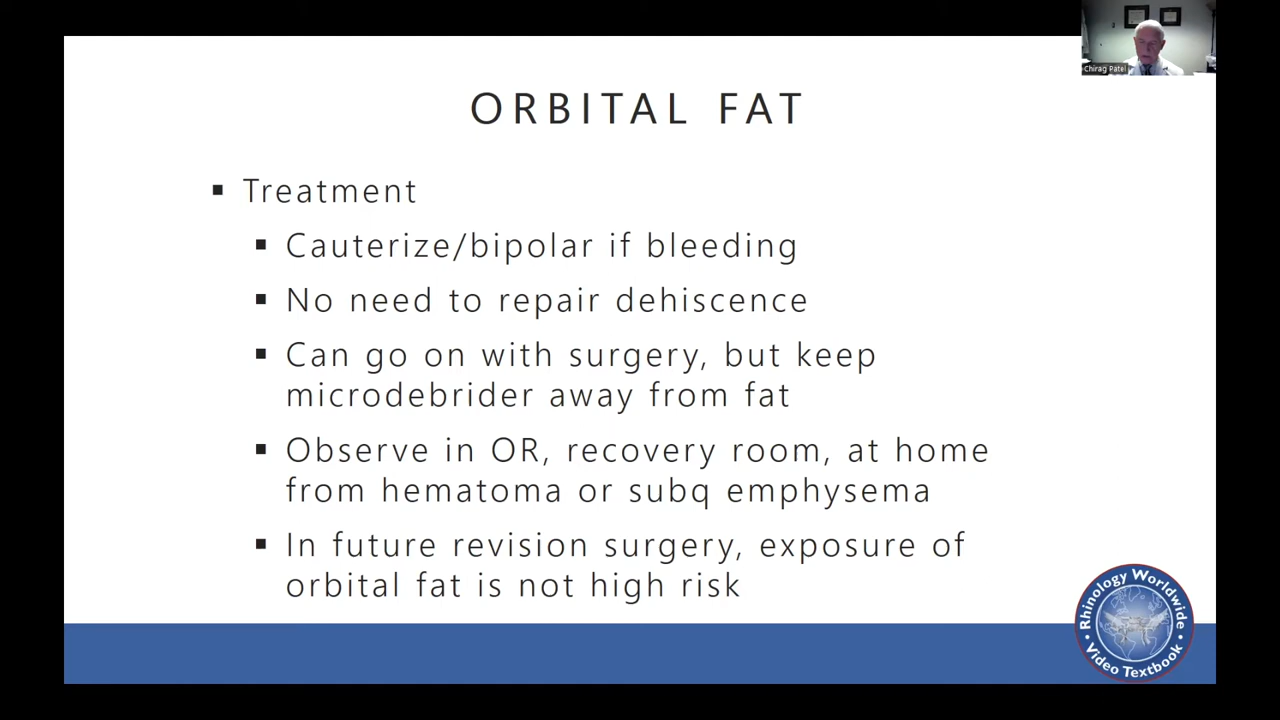 Chirag Patel
ORBITAL FAT
▪ Treatment
▪ Cauterize/bipolar if bleeding
▪ No need to repair dehiscence
▪ Can go on with surgery, but keep
microdebrider away from fat
▪ Observe in OR, recovery room, at home
from hematoma or subq emphysema
▪ In future revision surgery, exposure of
orbital fat is not high risk
Rhinology Worldwide
• Video Textbook •